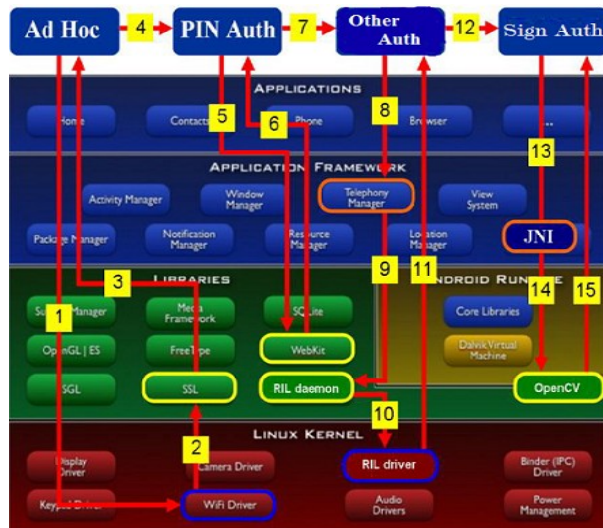 Ad Hoc
4
PIN Auth
7
Other
Auth
12
Sign Auth
APPLICATIONS
5
6
8
Home
Contacts
Phone
Browser
...
13
APPLICATION FRAMEWORK
Activity Manager
Window
Manager
Telephony
Manager
View
System
Package Manager
Notification
Manager
Resource
Manager
Location
Manager
JNI
3
9
11
LIBRARIES
ANDROID RUNTIME
14
15
1
Manager
Media
Framework
SQLite
Core Libraries
OpenGL | ES
FreeType
WebKit
Dalvik Virtual
Machine
SGL
SSL
RIL daemon
OpenCV
10
2
LINUX KERNEL
Display
Driver
Camera Driver
RIL driver
Binder (IPC)
Driver
Keypad Driver
WiFi Driver
Audio
Drivers
Power
Management